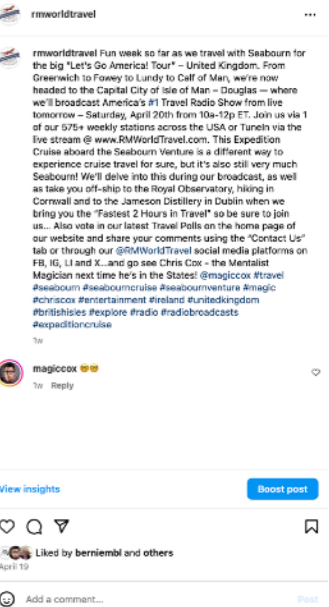 rmworldtravel
rmworldtravel Fun week so far as we travel with Seabourn for
the big "Let's Go America! Tour" – United Kingdom. From
Greenwich to Fowey to Lundy to Calf of Man, we're now
headed to the Capital City of Isle of Man – Douglas — where
we'll broadcast America's #1 Travel Radio Show from live
tomorrow – Saturday, April 20th from 10a-12p ET. Join us via 1
of our 575+ weekly stations across the USA or TuneIn via the
live stream @ www.RMWorldTravel.com. This Expedition
Cruise aboard the Seabourn Venture is a different way to
experience cruise travel for sure, but it's also still very much
Seabourn! We'll delve into this during our broadcast, as well
as take you off-ship to the Royal Observatory, hiking in
Cornwall and to the Jameson Distillery in Dublin when we
bring you the "Fastest 2 Hours in Travel" so be sure to join
us... Also vote in our latest Travel Polls on the home page of
our website and share your comments using the "Contact Us"
tab or through our @RMWorldTravel social media platforms on
FB, IG, LI and X...and go see Chris Cox - the Mentalist
Magician next time he's in the States! @magiccox #travel
#seabourn #seabourncruise #seabournventure #magic
#chriscox #entertainment #ireland #unitedkingdom
#britishisles #explore #radio #radiobroadcasts
#expeditioncruise
1w
magiccox 🤓🤓
1w Reply
View insights
Boost post
Liked by berniembl and others
April 19
Add a comment...
Post